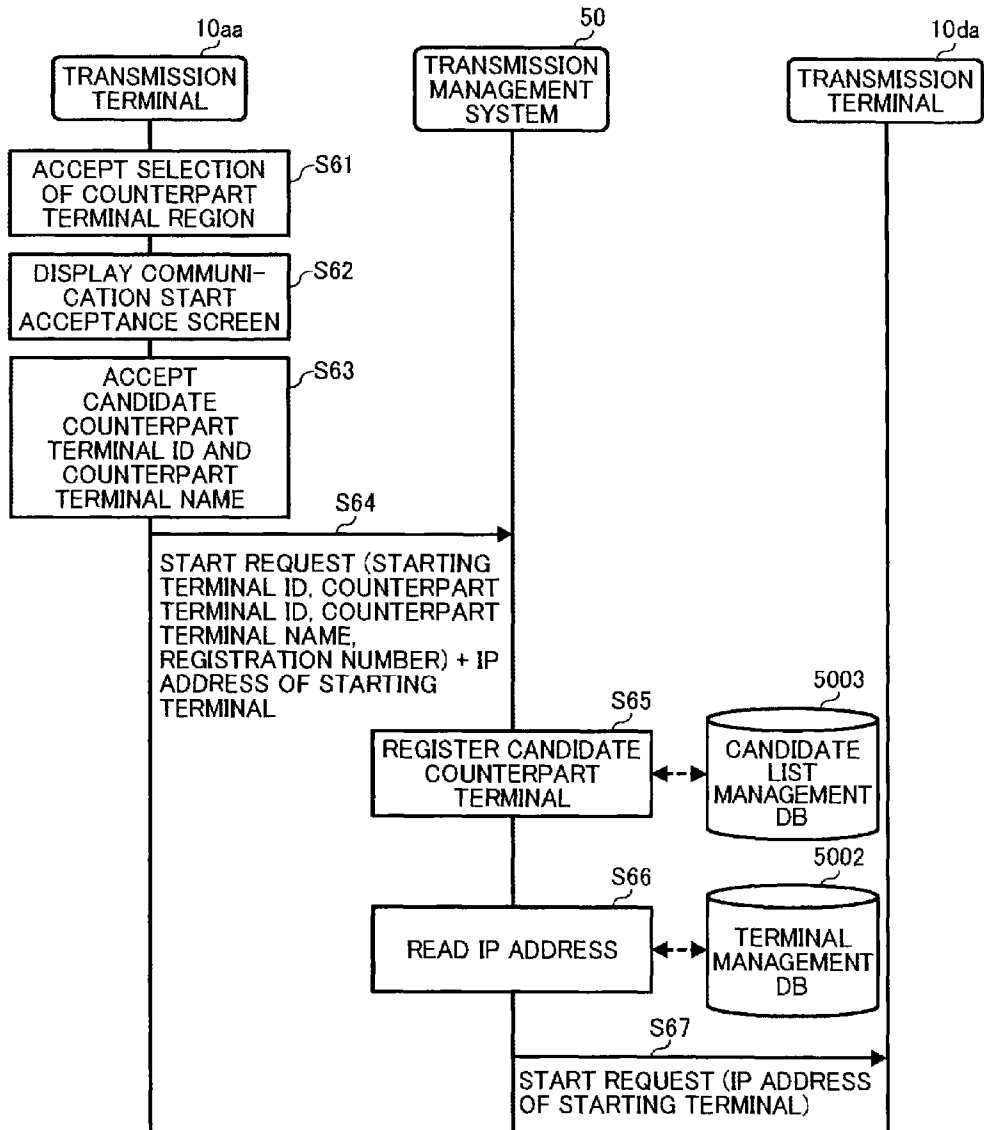 10aa
50
10da
TRANSMISSION
TERMINAL
TRANSMISSION
MANAGEMENT
SYSTEM
TRANSMISSION
TERMINAL
S61
ACCEPT SELECTION
OF COUNTERPART
TERMINAL REGION
S62
DISPLAY COMMUNI-
CATION START
ACCEPTANCE SCREEN
S63
ACCEPT
CANDIDATE
COUNTERPART
TERMINAL ID AND
COUNTERPART
TERMINAL NAME
S64
START REQUEST (STARTING
TERMINAL ID, COUNTERPART
TERMINAL ID, COUNTERPART
TERMINAL NAME,
REGISTRATION NUMBER) + IP
ADDRESS OF STARTING
TERMINAL
S65
REGISTER CANDIDATE
COUNTERPART
TERMINAL
5003
CANDIDATE
LIST
MANAGEMENT
DB
S66
READ IP ADDRESS
5002
TERMINAL
MANAGEMENT
DB
S67
START REQUEST (IP ADDRESS
OF STARTING TERMINAL)